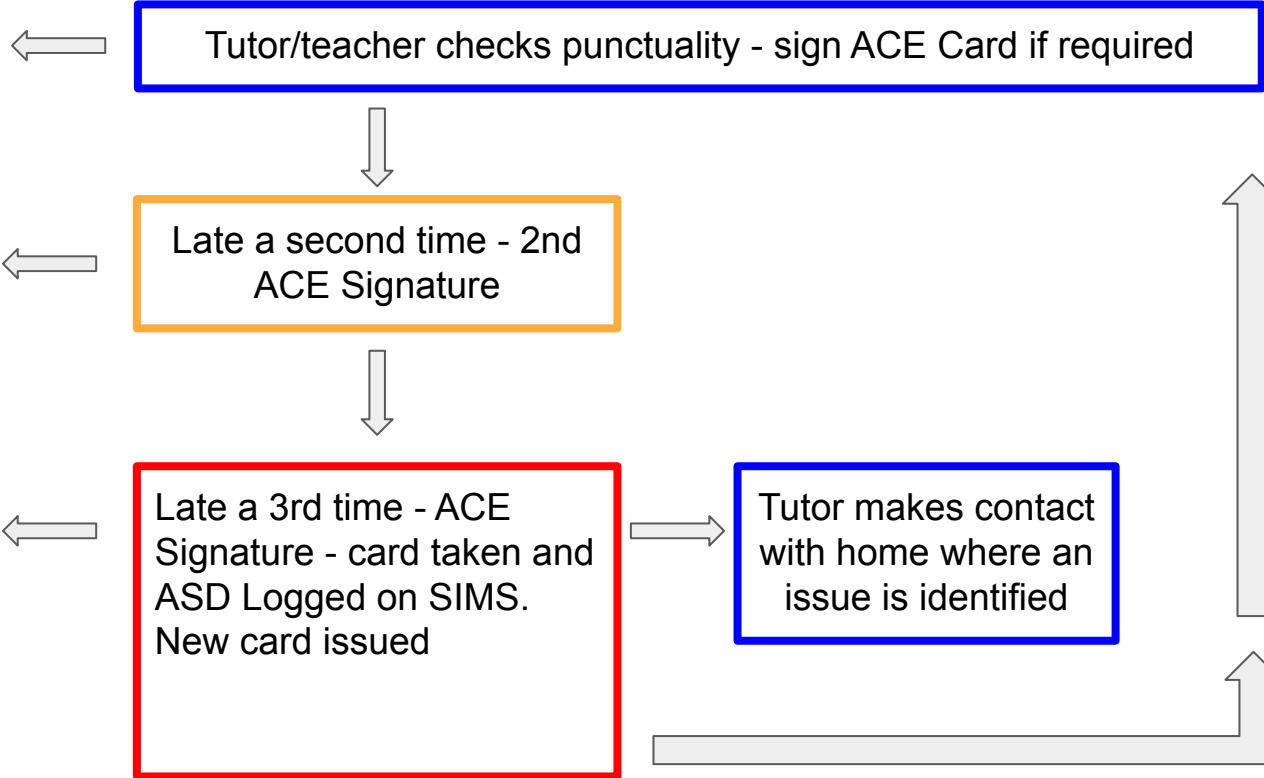 Tutor/teacher checks punctuality - sign ACE Card if required
Late a second time - 2nd
ACE Signature
Late a 3rd time - ACE
Signature - card taken and
ASD Logged on SIMS.
New card issued
Tutor makes contact
with home where an
issue is identified